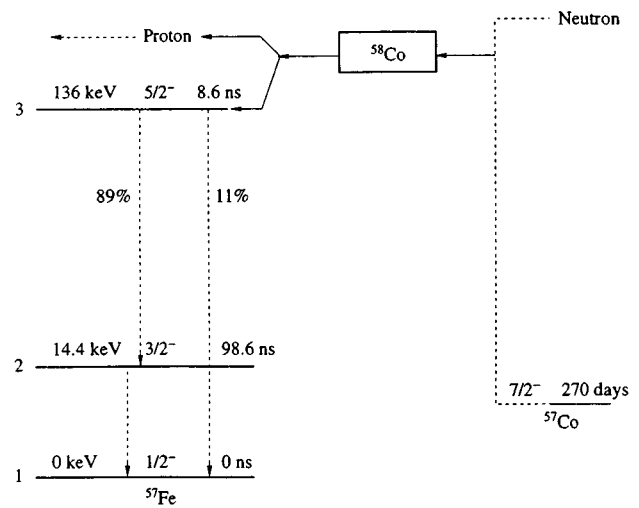 Neutron
Proton
⁵⁸Co
3 136 keV 5/2⁻ 8.6 ns
89% 11%
2 14.4 keV 3/2⁻ 98.6 ns
7/2⁻ 270 days
⁵⁷Co
1 0 keV 1/2⁻ 0 ns
⁵⁷Fe